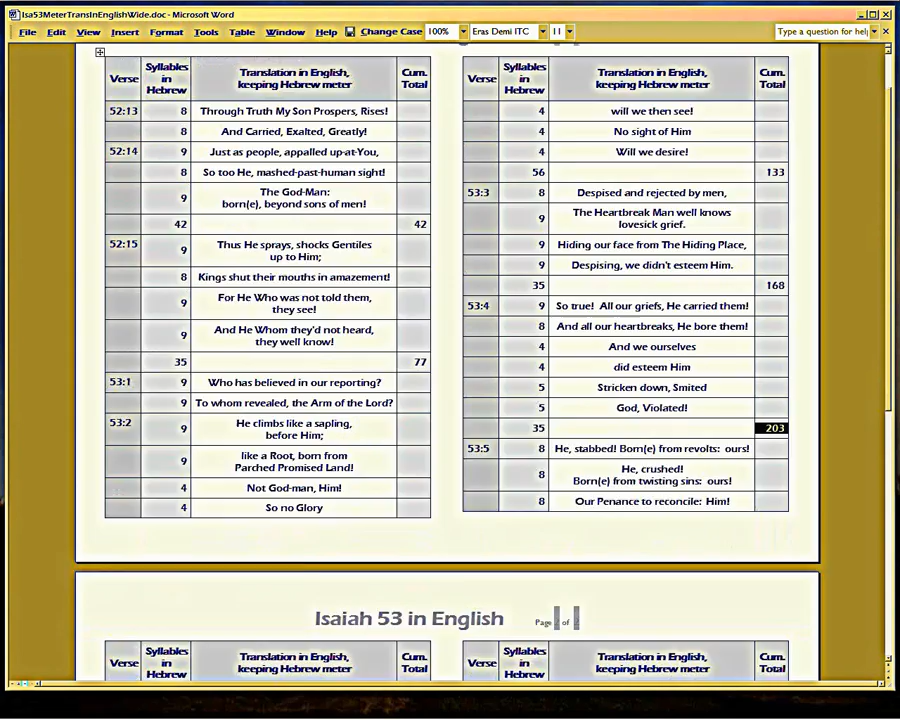 Isa53MeterTransInEnglishWide.doc - Microsoft Word
File Edit View Insert Format Tools Table Window Help Change Case 100% Eras Demi ITC 11 Type a question for help
Verse Syllables in Hebrew Translation in English, keeping Hebrew meter Cum. Total
52:13 8 Through Truth My Son Prospers, Rises!
8 And Carried, Exalted, Greatly!
52:14 9 Just as people, appalled up-at-You,
8 So too He, mashed-past-human sight!
9 The God-Man:
born(e), beyond sons of men!
42 42
52:15 9 Thus He sprays, shocks Gentiles
up to Him;
8 Kings shut their mouths in amazement!
9 For He Who was not told them,
they see!
9 And He Whom they'd not heard,
they well know!
35 77
53:1 9 Who has believed in our reporting?
9 To whom revealed, the Arm of the Lord?
53:2 9 He climbs like a sapling,
before Him;
9 like a Root, born from
Parched Promised Land!
4 Not God-man, Him!
4 So no Glory
Verse Syllables in Hebrew Translation in English, keeping Hebrew meter Cum. Total
4 will we then see!
4 No sight of Him
4 Will we desire!
56 133
53:3 8 Despised and rejected by men,
9 The Heartbreak Man well knows
lovesick grief.
9 Hiding our face from The Hiding Place,
9 Despising, we didn't esteem Him.
35 168
53:4 9 So true! All our griefs, He carried them!
8 And all our heartbreaks, He bore them!
4 And we ourselves
4 did esteem Him
5 Stricken down, Smited
5 God, Violated!
35 203
53:5 8 He, stabbed! Born(e) from revolts: ours!
8 He, crushed!
Born(e) from twisting sins: ours!
8 Our Penance to reconcile: Him!
Isaiah 53 in English Page of
Verse Syllables in Hebrew Translation in English, keeping Hebrew meter Cum. Total
Verse Syllables in Hebrew Translation in English, keeping Hebrew meter Cum. Total